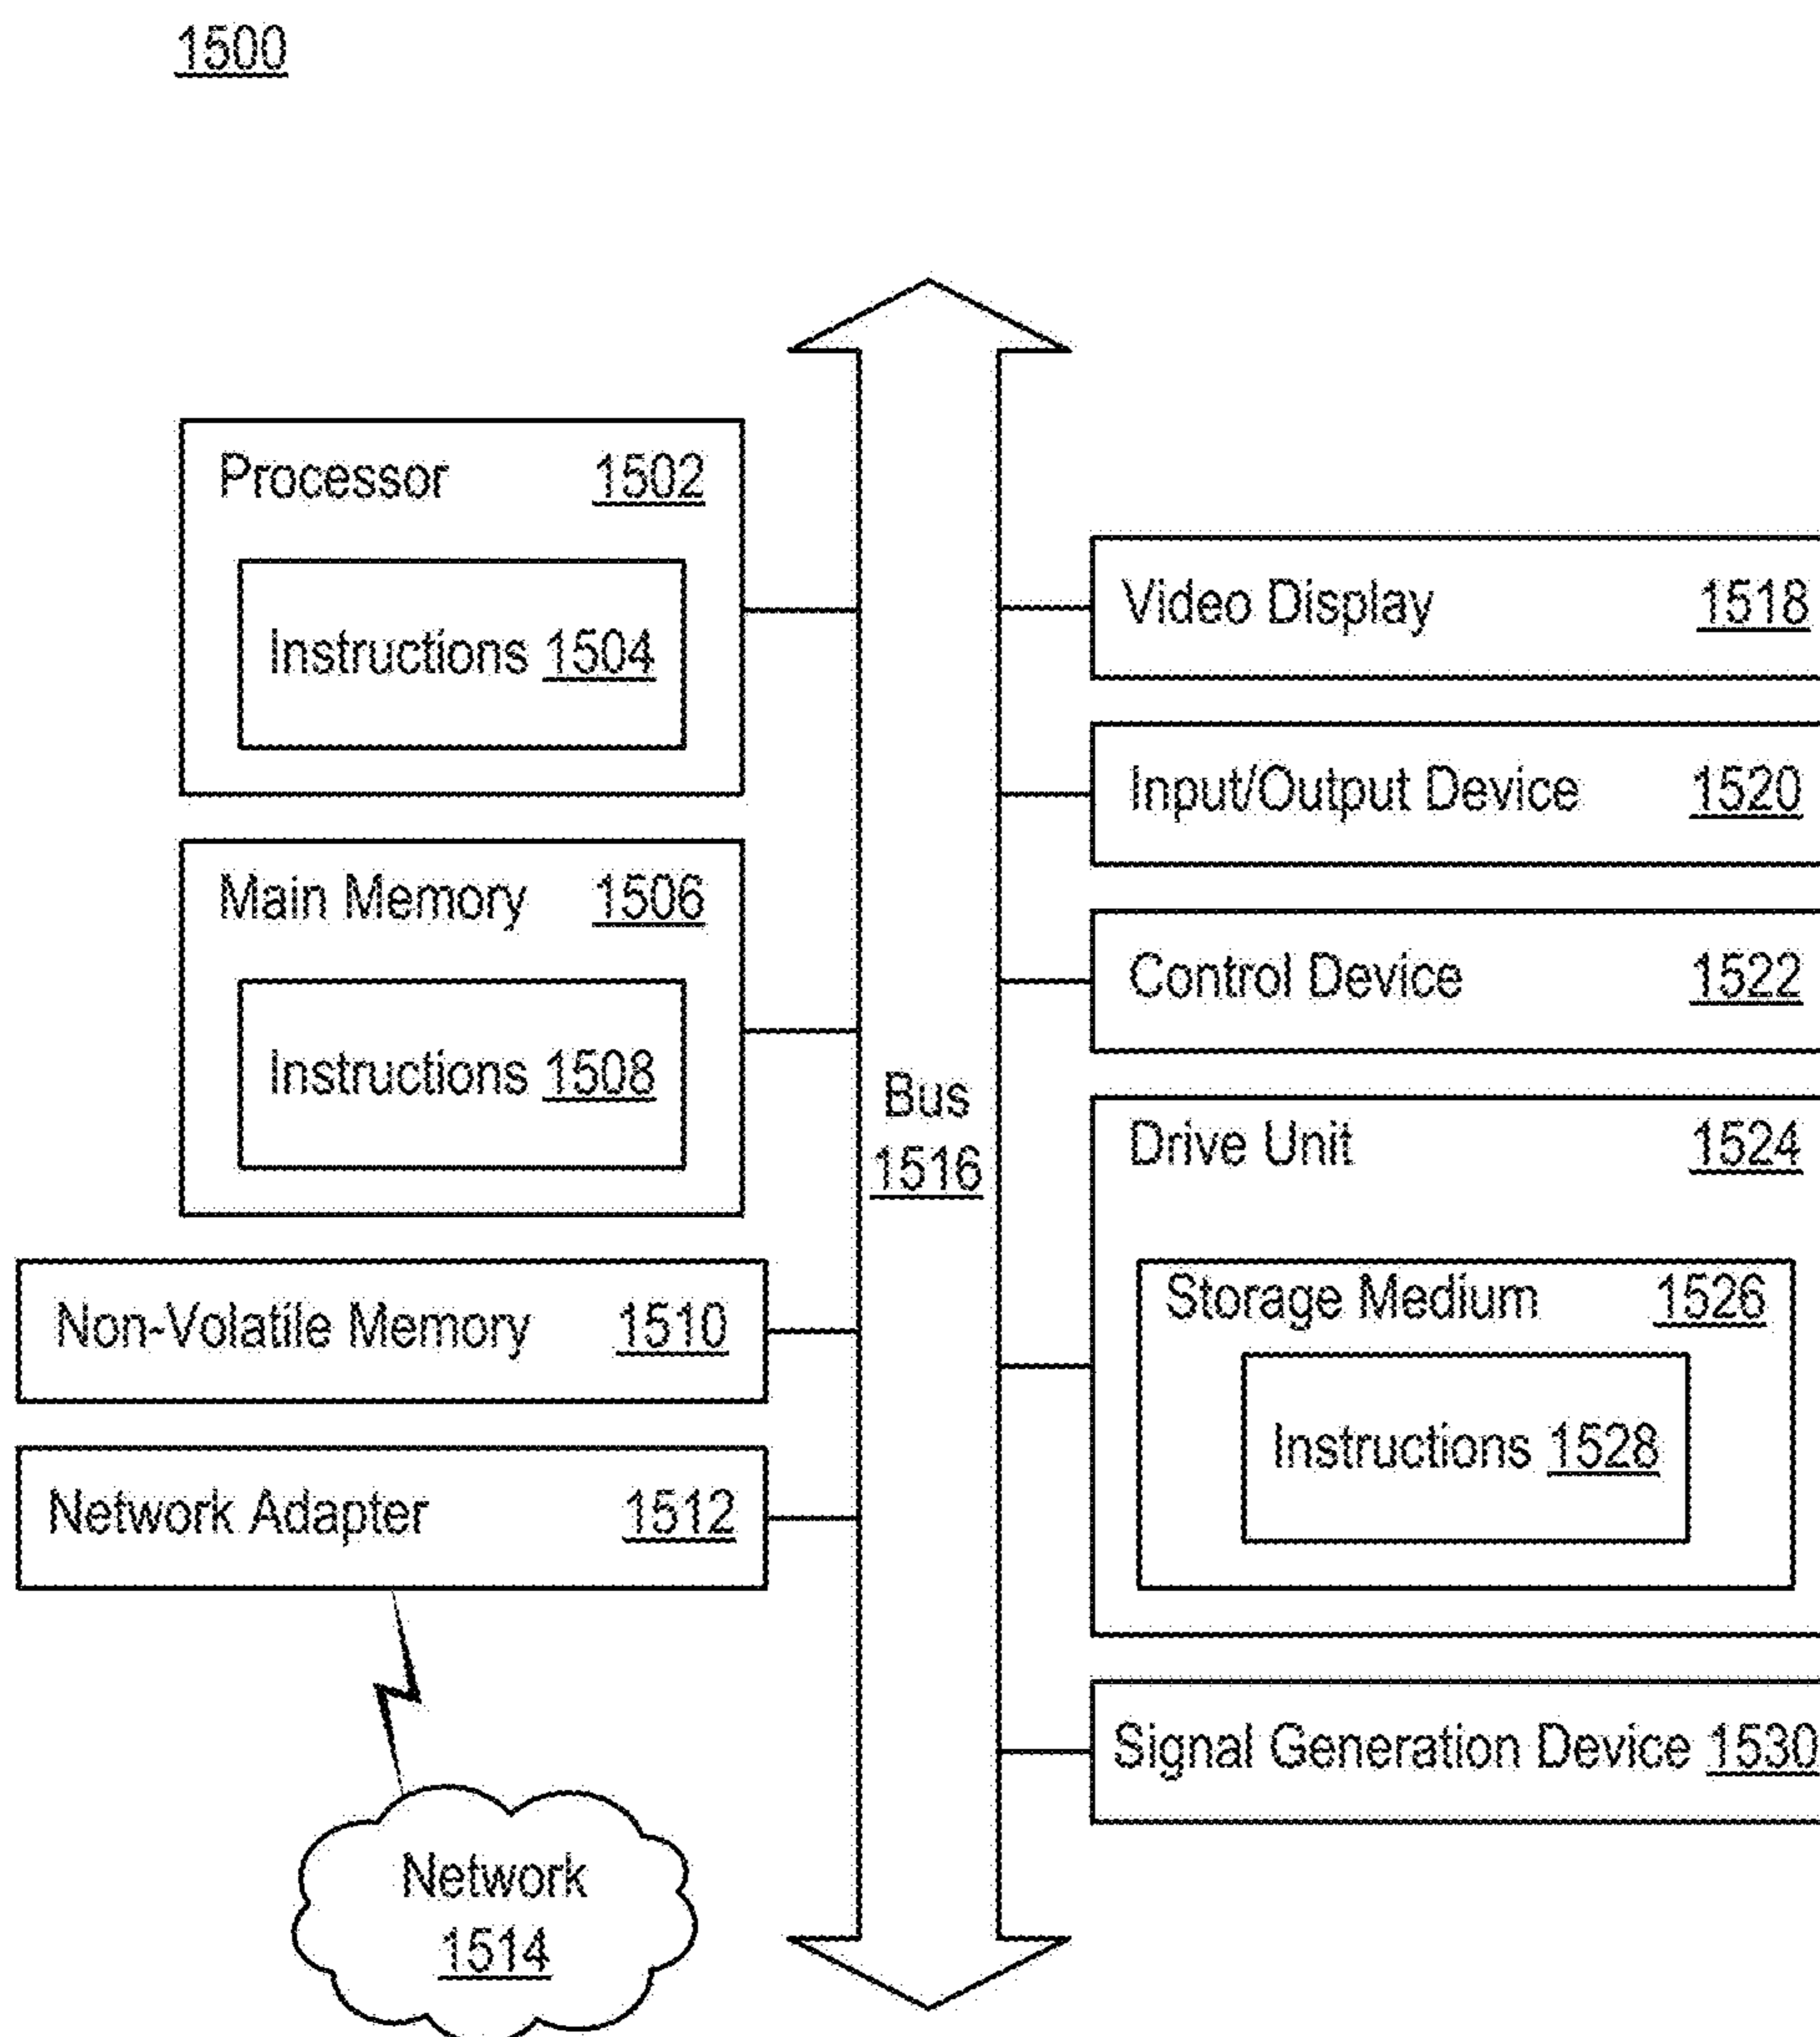 1500
Processor 1502
Instructions 1504
Main Memory 1506
Instructions 1508
Non-Volatile Memory 1510
Network Adapter 1512
Network
1514
Bus
1516
Video Display 1518
Input/Output Device 1520
Control Device 1522
Drive Unit 1524
Storage Medium 1526
Instructions 1528
Signal Generation Device 1530